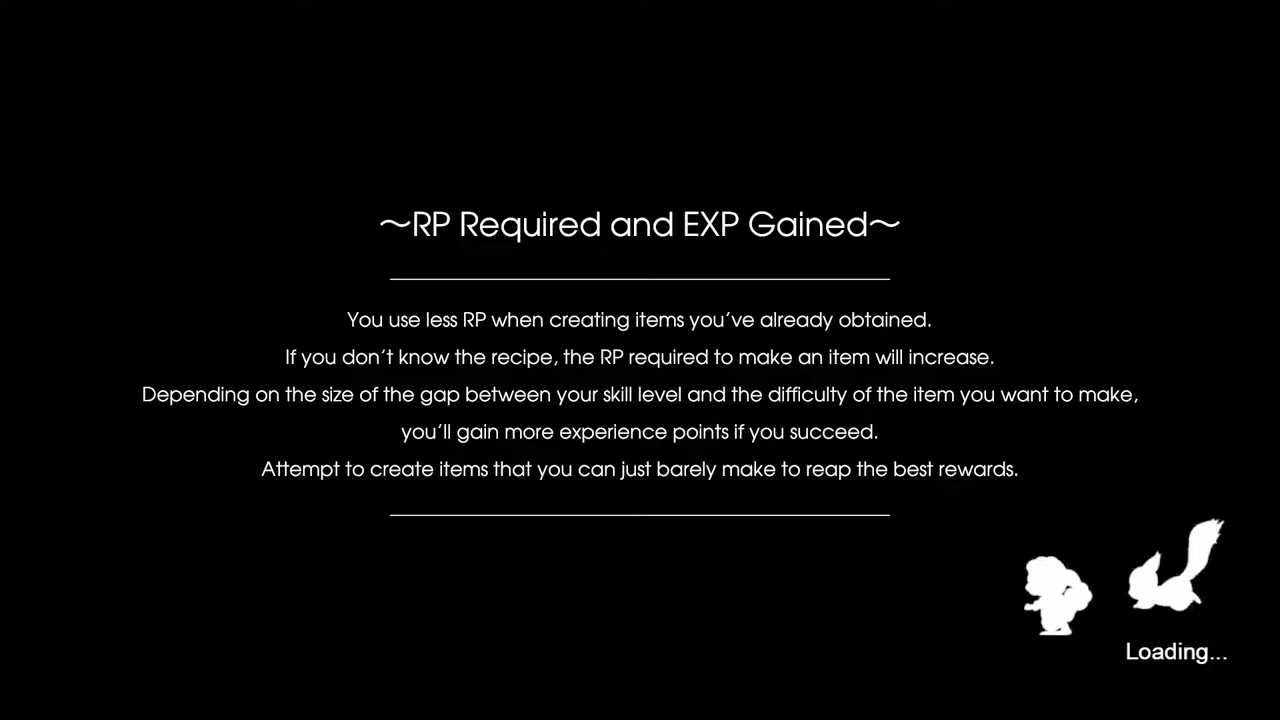 ～RP Required and EXP Gained～
You use less RP when creating items you've already obtained.
If you don't know the recipe, the RP required to make an item will increase.
Depending on the size of the gap between your skill level and the difficulty of the item you want to make,
you'll gain more experience points if you succeed.
Attempt to create items that you can just barely make to reap the best rewards.
Loading...